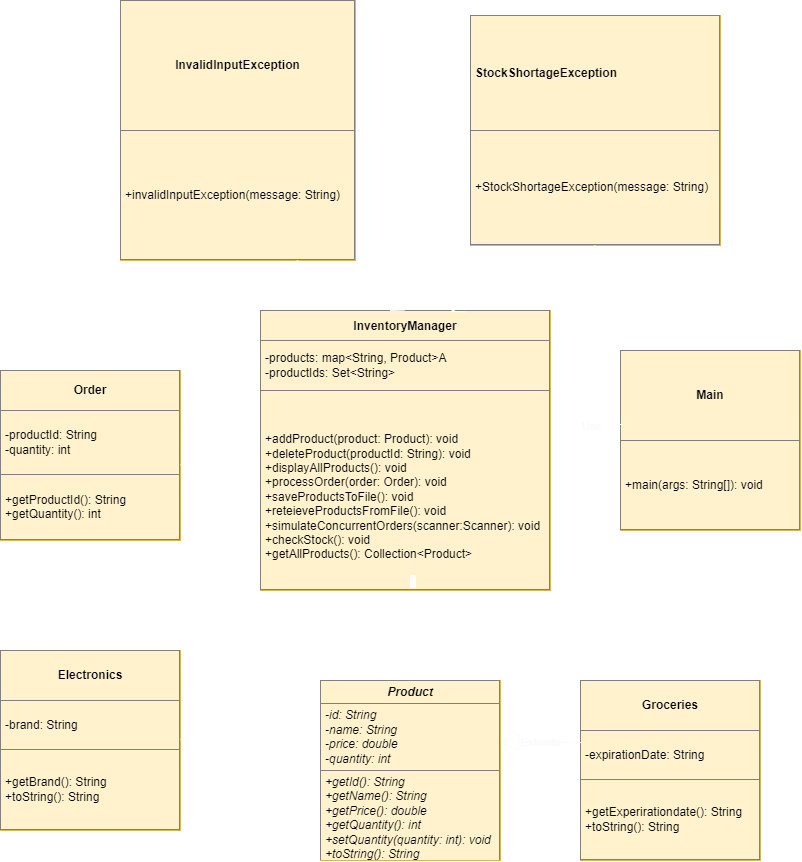 InvalidInputException
+invalidInputException(message: String)
StockShortageException
+StockShortageException(message: String)
InventoryManager
-products: map<String, Product>A
-productIds: Set<String>
+addProduct(product: Product): void
+deleteProduct(productId: String): void
+displayAllProducts(): void
+processOrder(order: Order): void
+saveProductsToFile(): void
+reteieveProductsFromFile(): void
+simulateConcurrentOrders(scanner:Scanner): void
+checkStock(): void
+getAllProducts(): Collection<Product>
Order
-productId: String
-quantity: int
+getProductId(): String
+getQuantity(): int
Main
+main(args: String[]): void
Electronics
-brand: String
+getBrand(): String
+toString(): String
Product
-id: String
-name: String
-price: double
-quantity: int
+getId(): String
+getName(): String
+getPrice(): double
+getQuantity(): int
+setQuantity(quantity: int): void
+toString(): String
Groceries
-expirationDate: String
+getExperirationdate(): String
+toString(): String